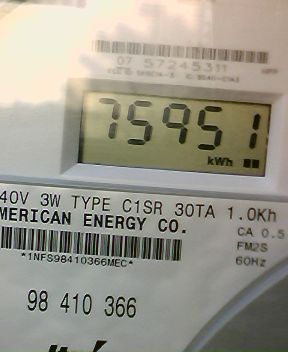 07 57245311
75951
kWh
40V 3W TYPE C1SR 30TA 1.0Kh
MERICAN ENERGY CO.
CA 0.5
FM2S
60Hz
*1NFS98410366MEC*
98 410 366